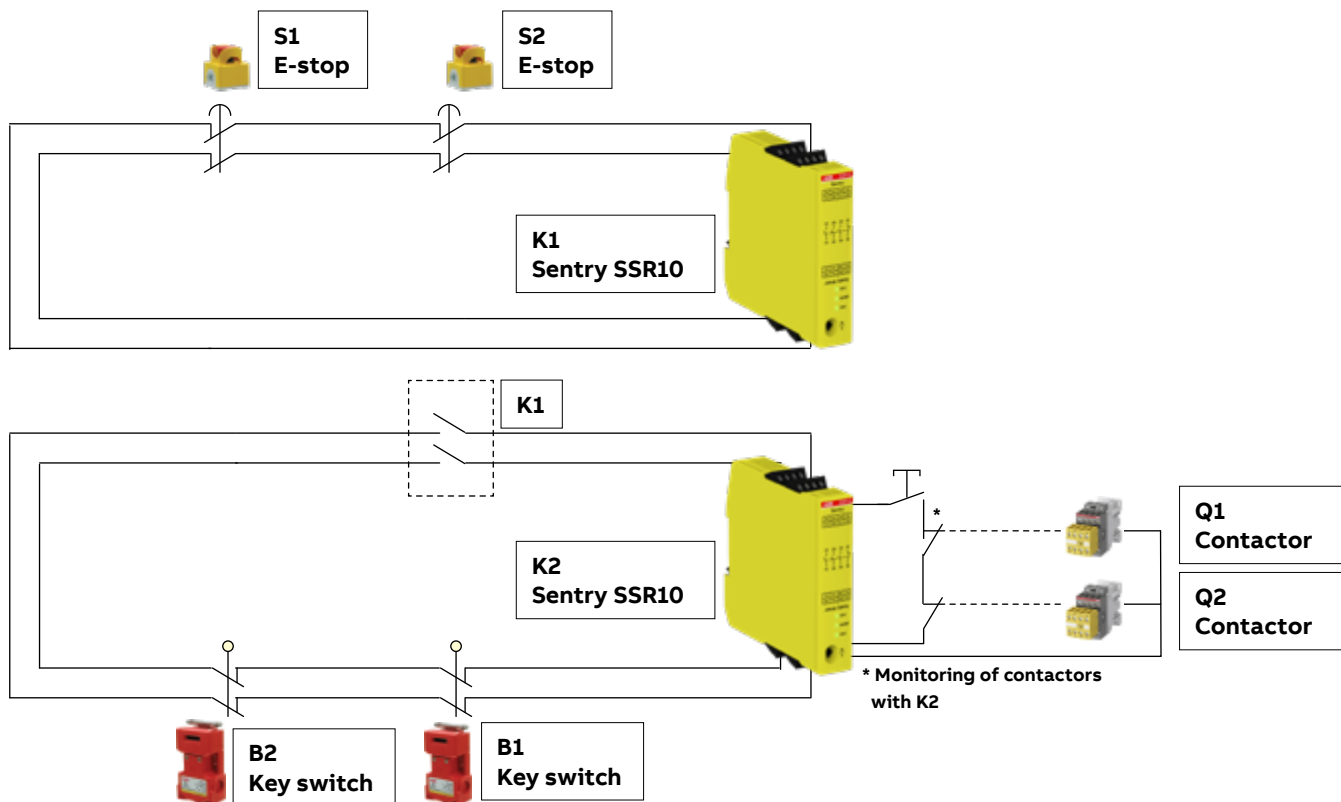 S1
E-stop
S2
E-stop
K1
Sentry SSR10
K1
K2
Sentry SSR10
*
Q1
Contactor
Q2
Contactor
* Monitoring of contactors
with K2
B2
Key switch
B1
Key switch